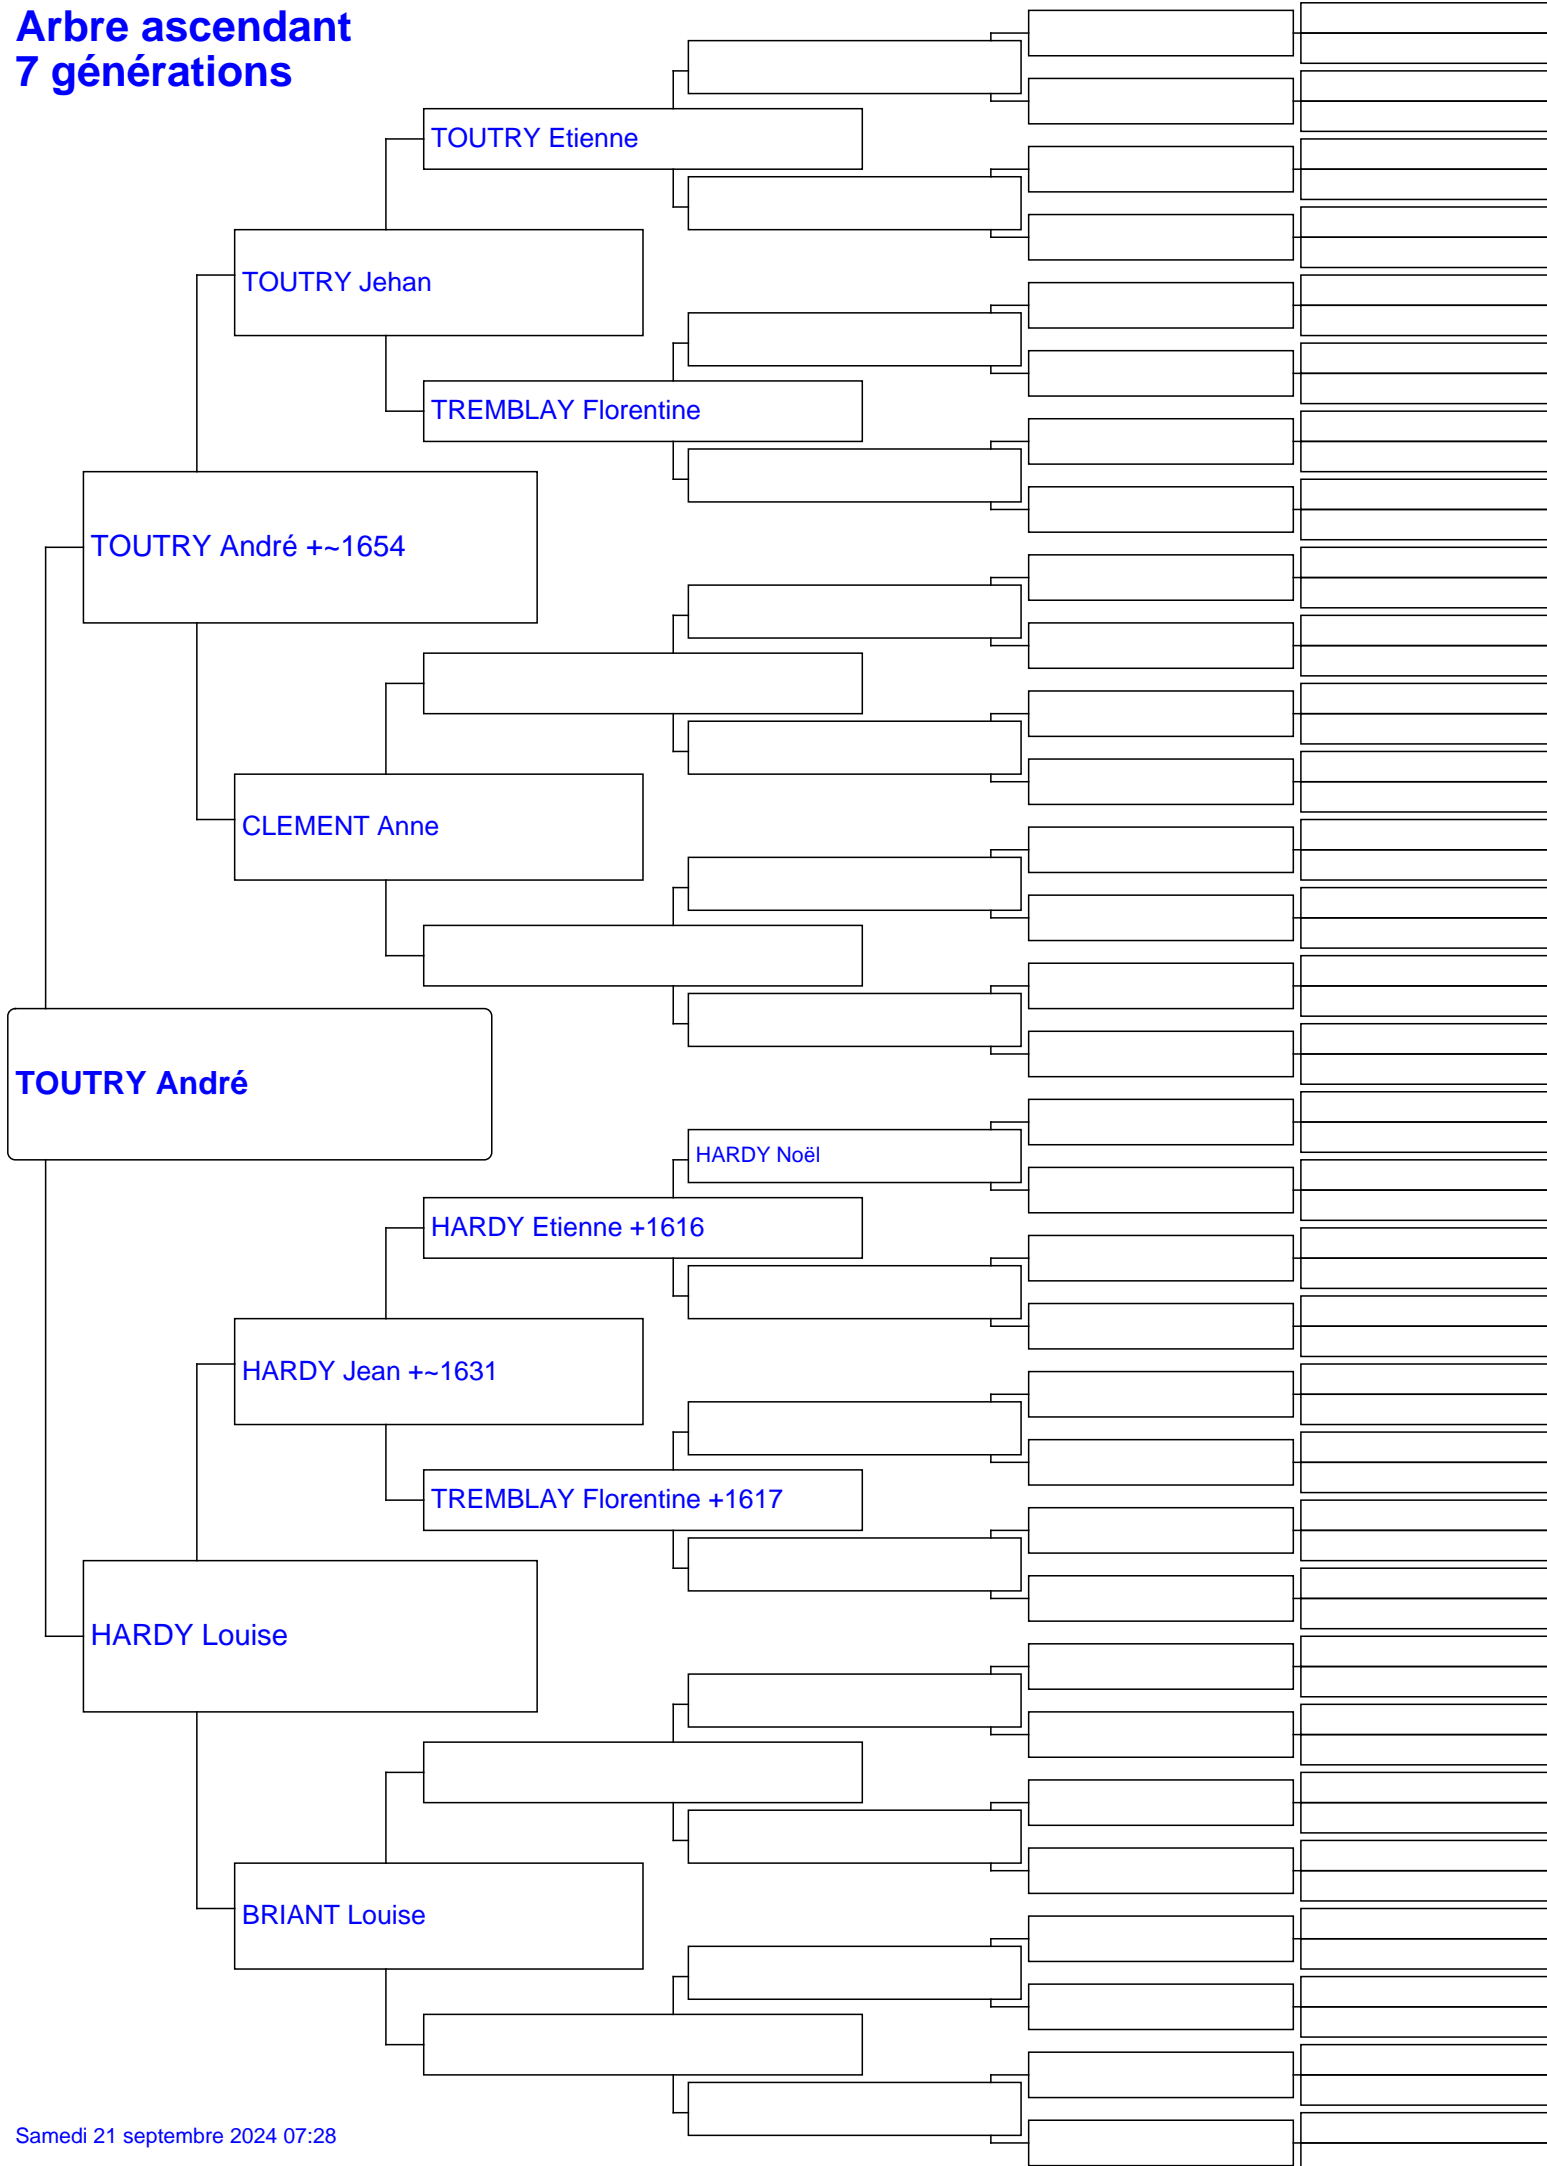 Arbre ascendant
7 générations
TOUTRY Etienne
TOUTRY Jehan
TREMBLAY Florentine
TOUTRY André +~1654
CLEMENT Anne
TOUTRY André
HARDY Noël
HARDY Etienne +1616
HARDY Jean +~1631
TREMBLAY Florentine +1617
HARDY Louise
BRIANT Louise
Samedi 21 septembre 2024 07:28